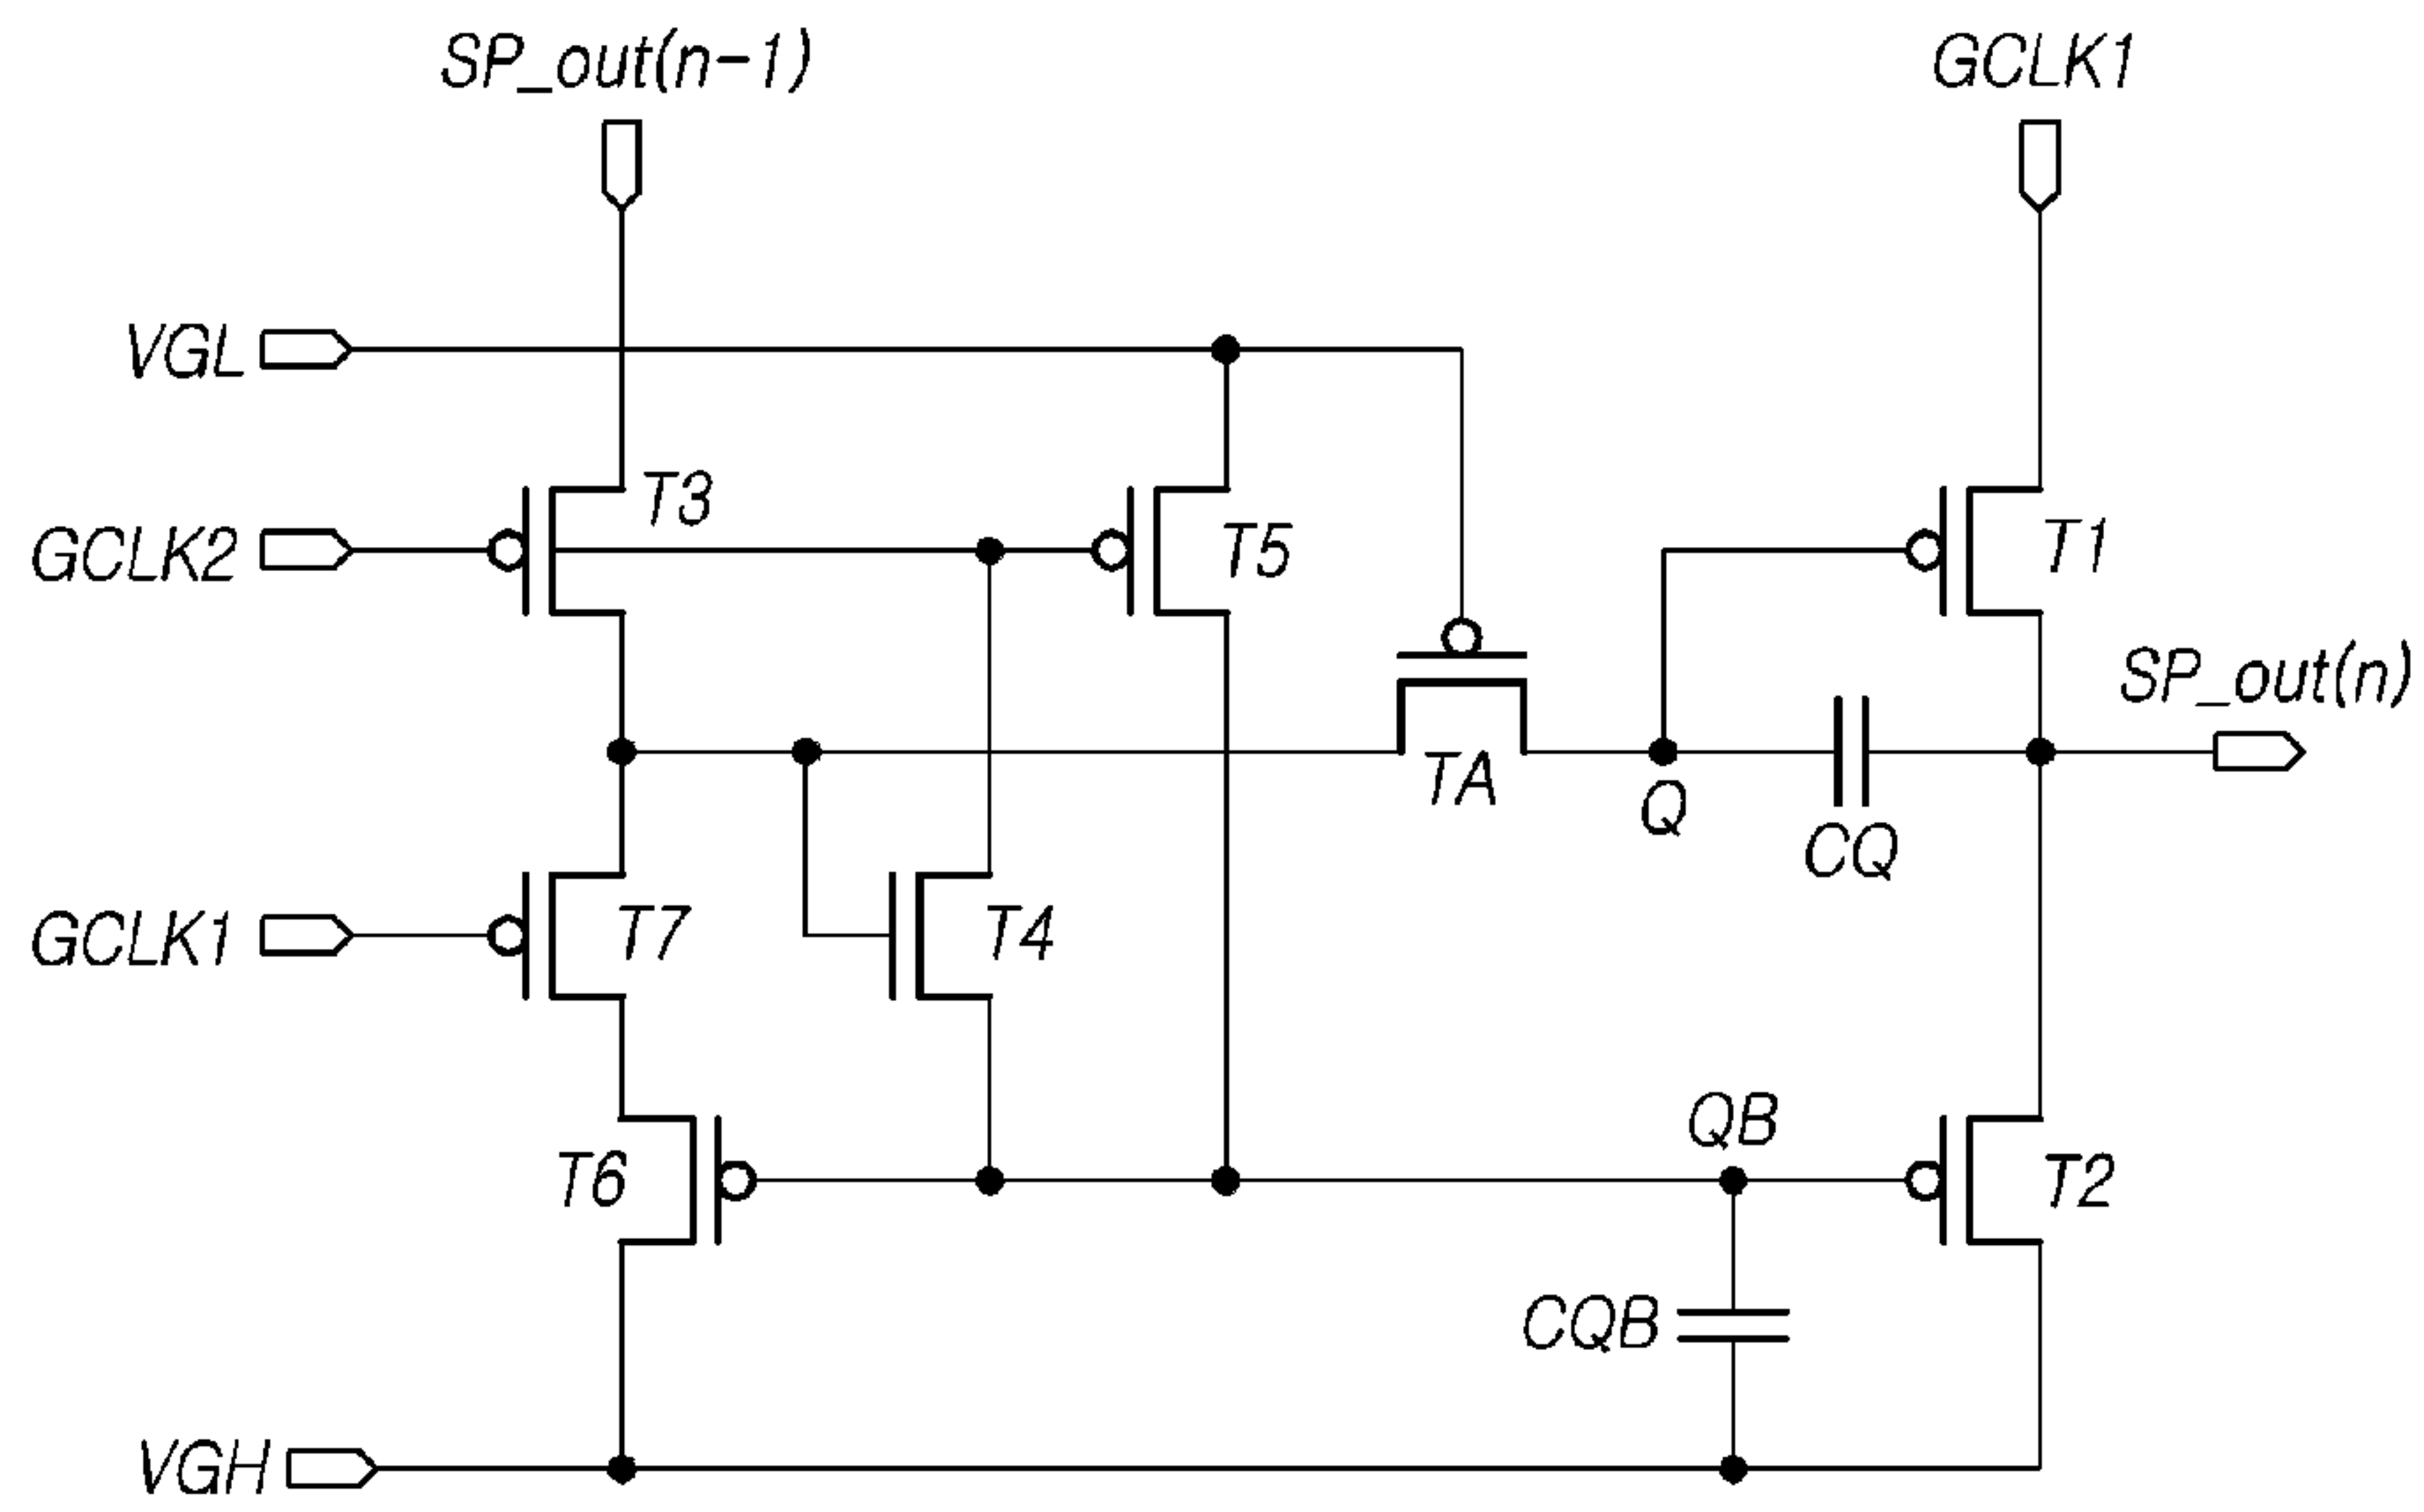 SP_out(n-1)
GCLK1
VGL
T3
GCLK2
T5
T1
SP_out(n)
TA
Q
CQ
GCLK1
T7
T4
QB
T6
T2
CQB
VGH